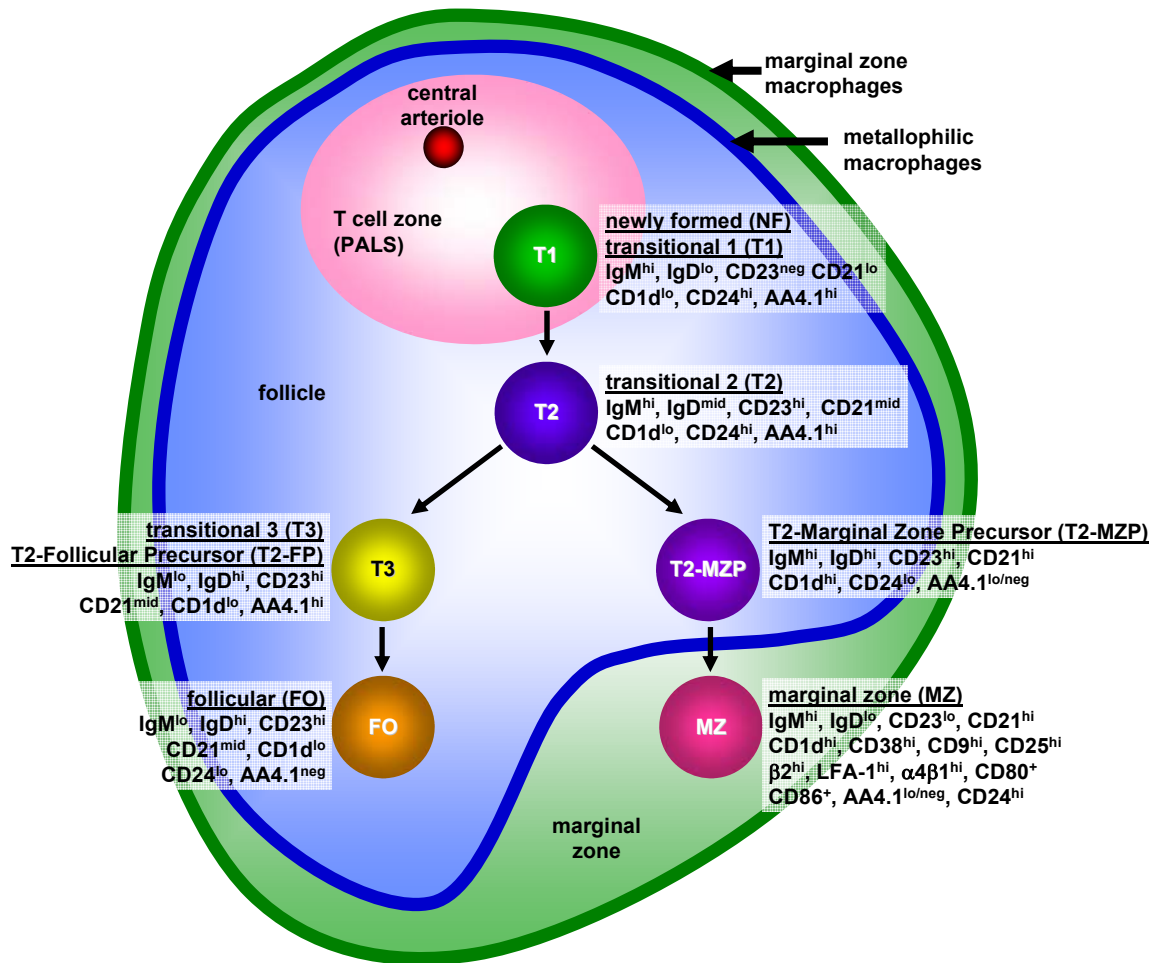 marginal zone
macrophages
metallophilic
macrophages
central
arteriole
T cell zone
(PALS)
T1
newly formed (NF)
transitional 1 (T1)
IgMhi, IgDlo, CD23neg CD21lo
CD1dlo, CD24hi, AA4.1hi
follicle
T2
transitional 2 (T2)
IgMhi, IgDmid, CD23hi, CD21mid
CD1dlo, CD24hi, AA4.1hi
transitional 3 (T3)
T2-Follicular Precursor (T2-FP)
IgMlo, IgDhi, CD23hi
CD21mid, CD1dlo, AA4.1hi
T3
T2-MZP
T2-Marginal Zone Precursor (T2-MZP)
IgMhi, IgDhi, CD23hi, CD21hi
CD1dhi, CD24lo, AA4.1lo/neg
follicular (FO)
IgMlo, IgDhi, CD23hi
CD21mid, CD1dlo
CD24lo, AA4.1neg
FO
MZ
marginal zone (MZ)
IgMhi, IgDlo, CD23lo, CD21hi
CD1dhi, CD38hi, CD9hi, CD25hi
β2hi, LFA-1hi, α4β1hi, CD80+
CD86+, AA4.1lo/neg, CD24hi
marginal
zone